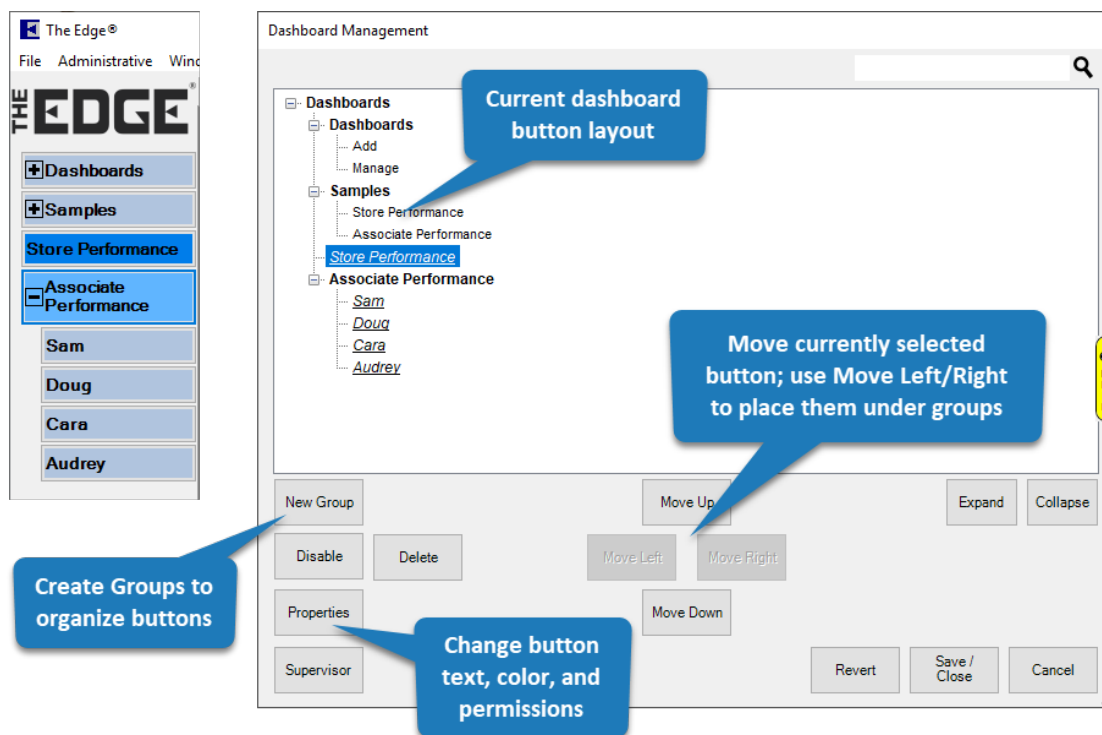 The Edge®
File Administrative Wind
THE EDGE®
Dashboards
Samples
Store Performance
Associate
Performance
Sam
Doug
Cara
Audrey
Dashboard Management
Dashboards
Dashboards
Add
Manage
Samples
Store Performance
Associate Performance
Store Performance
Associate Performance
Sam
Doug
Cara
Audrey
Current dashboard
button layout
Move currently selected
button; use Move Left/Right
to place them under groups
New Group
Move Up
Expand
Collapse
Disable
Delete
Move Left
Move Right
Create Groups to
organize buttons
Properties
Move Down
Change button
text, color, and
permissions
Supervisor
Revert
Save /
Close
Cancel